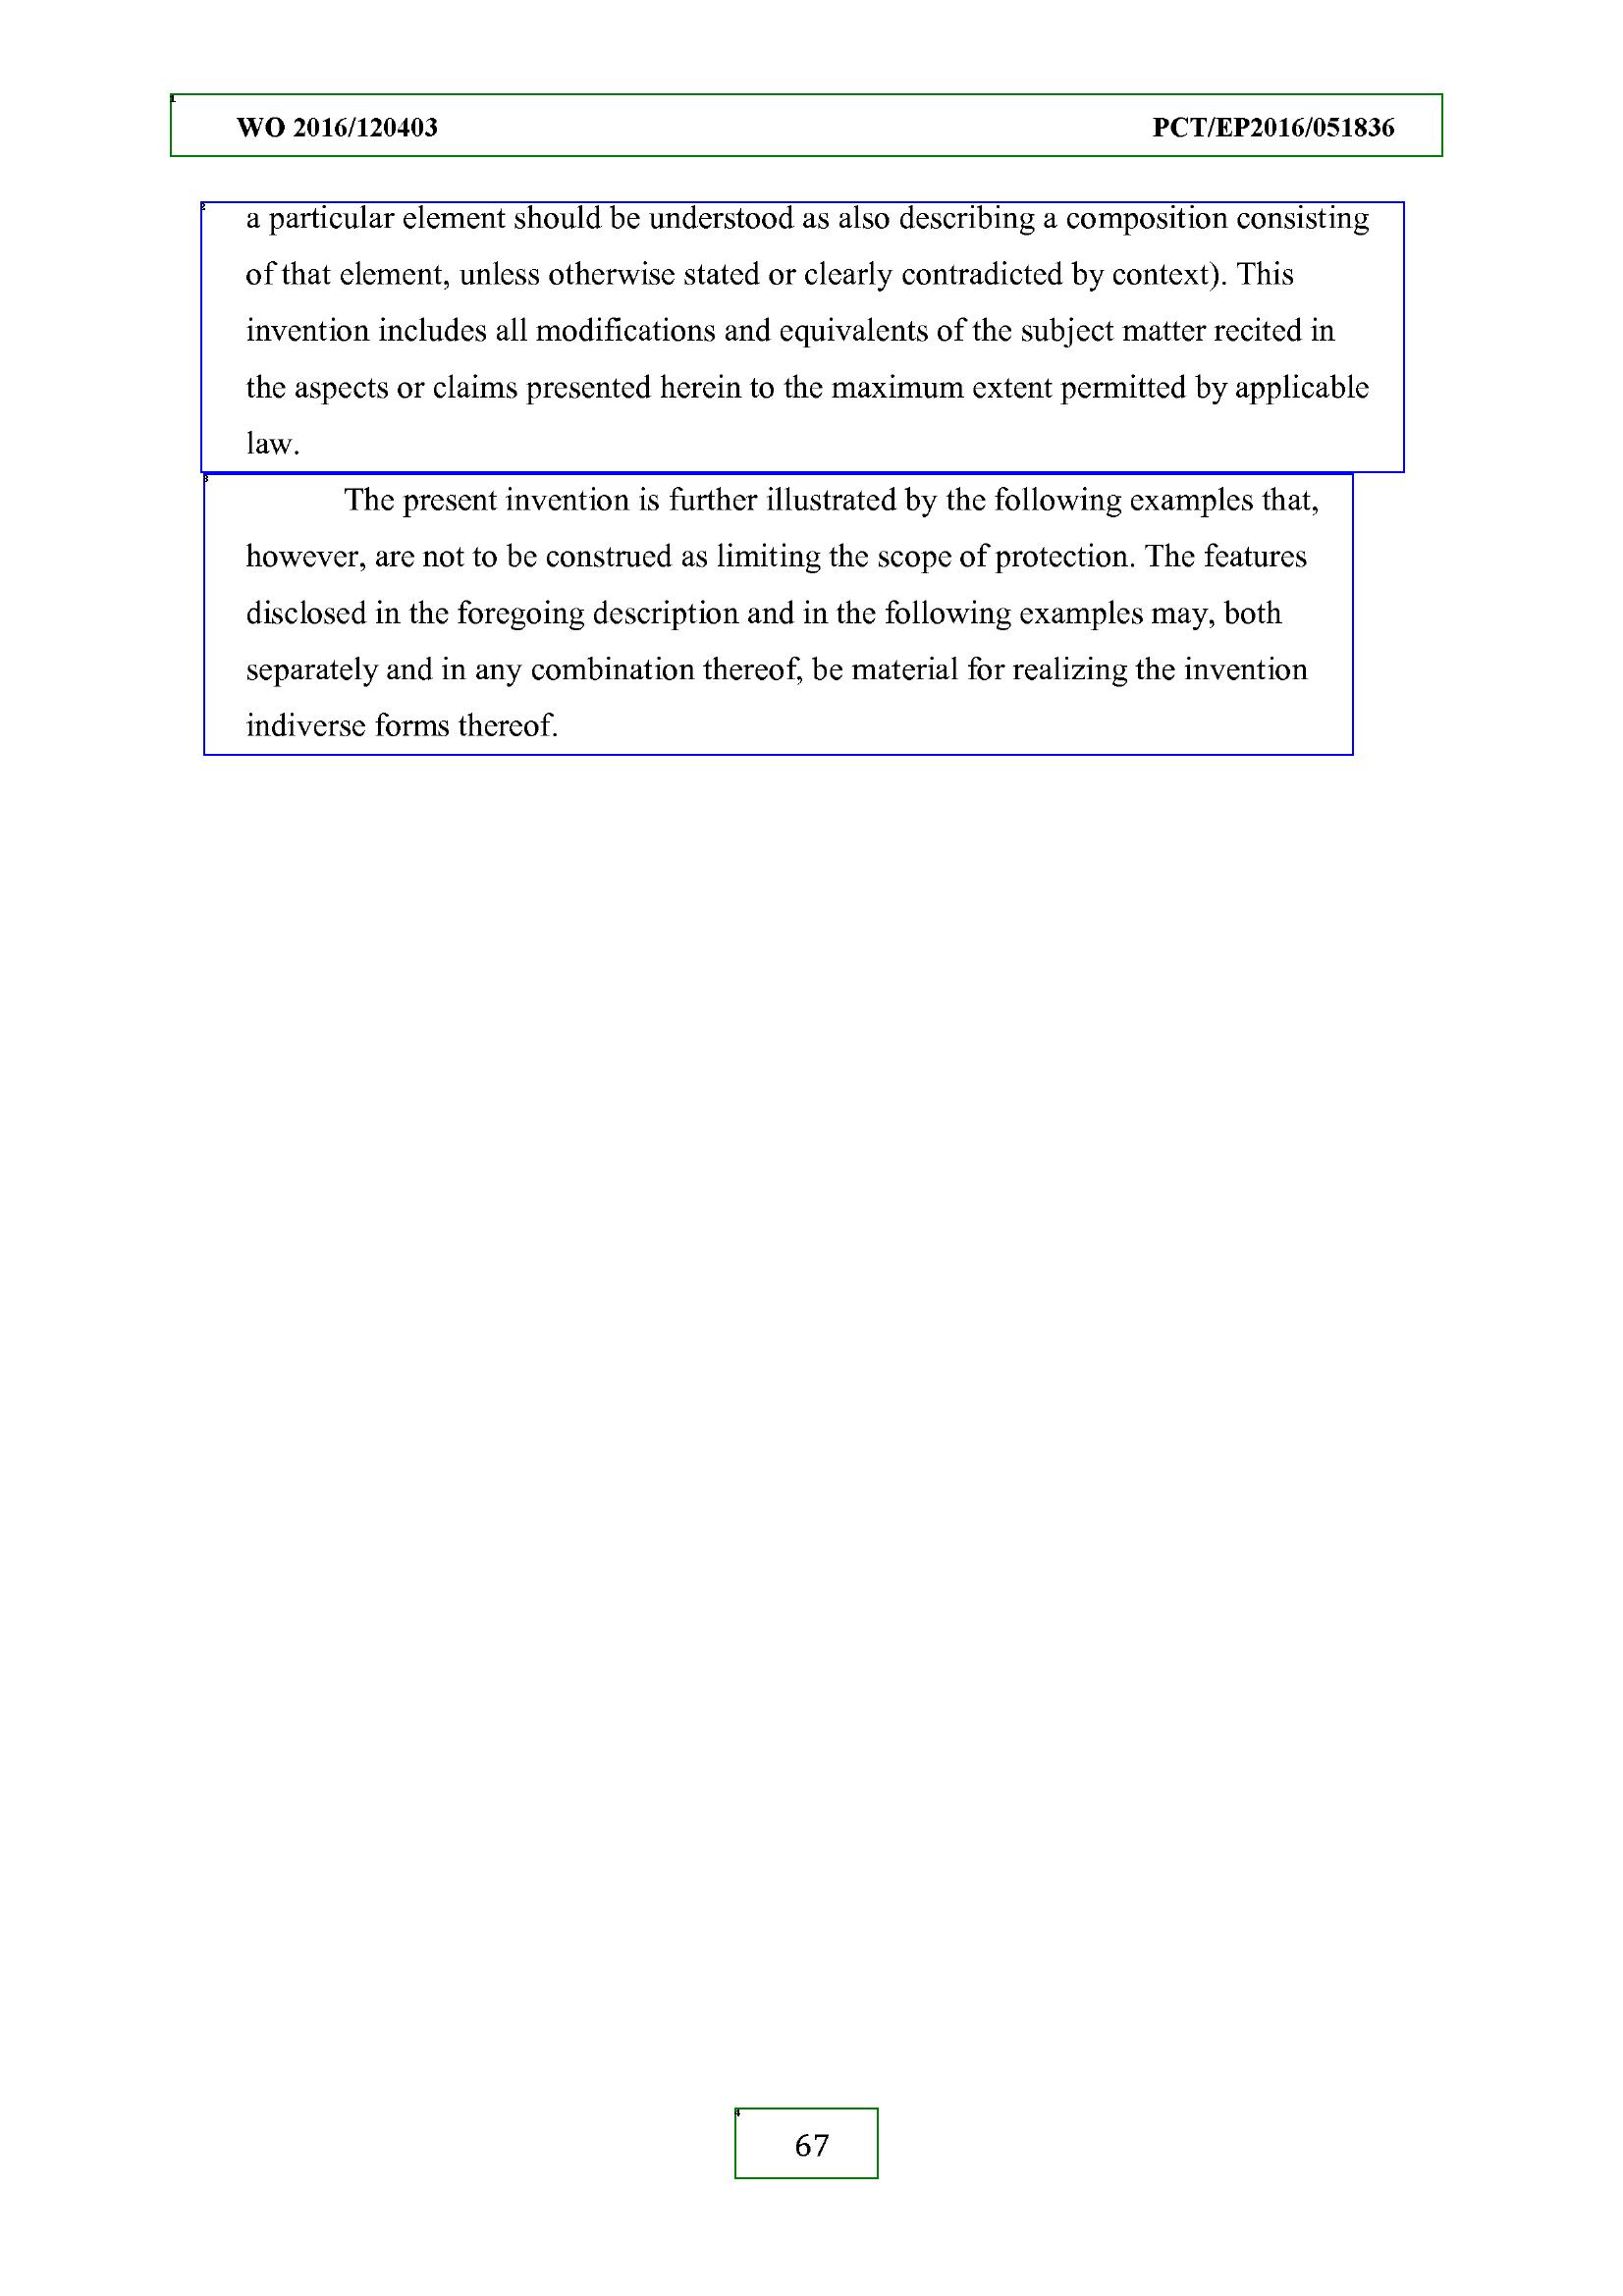 WO 2016/120403 PCT/EP2016/051836
a particular element should be understood as also describing a composition consisting
of that element, unless otherwise stated or clearly contradicted by context). This
invention includes all modifications and equivalents of the subject matter recited in
the aspects or claims presented herein to the maximum extent permitted by applicable
law.
The present invention is further illustrated by the following examples that,
however, are not to be construed as limiting the scope of protection. The features
disclosed in the foregoing description and in the following examples may, both
separately and in any combination thereof, be material for realizing the invention
indiverse forms thereof.
67